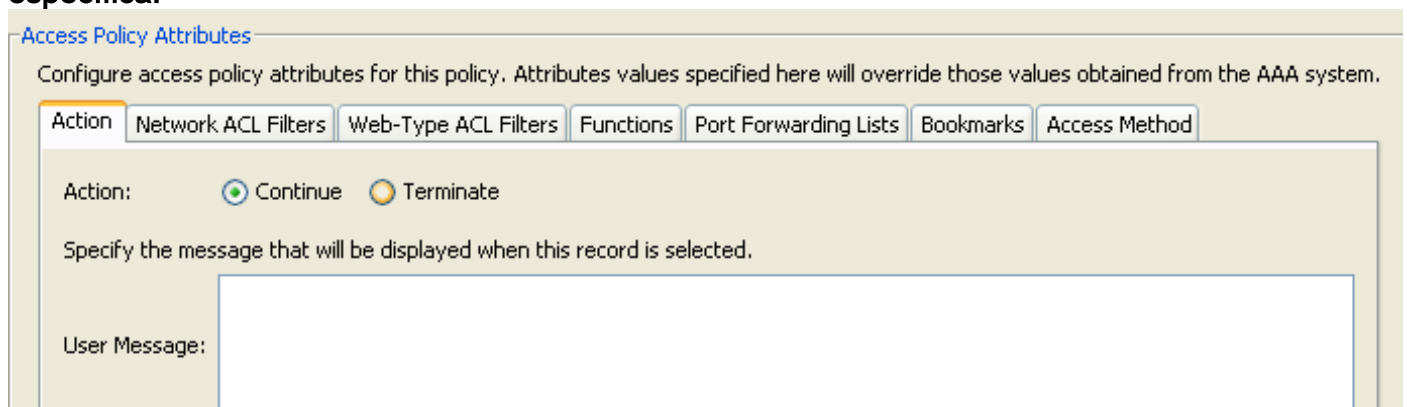 específica.
Access Policy Attributes
Configure access policy attributes for this policy. Attributes values specified here will override those values obtained from the AAA system.
Action Network ACL Filters Web-Type ACL Filters Functions Port Forwarding Lists Bookmarks Access Method
Action: Continue Terminate
Specify the message that will be displayed when this record is selected.
User Message: